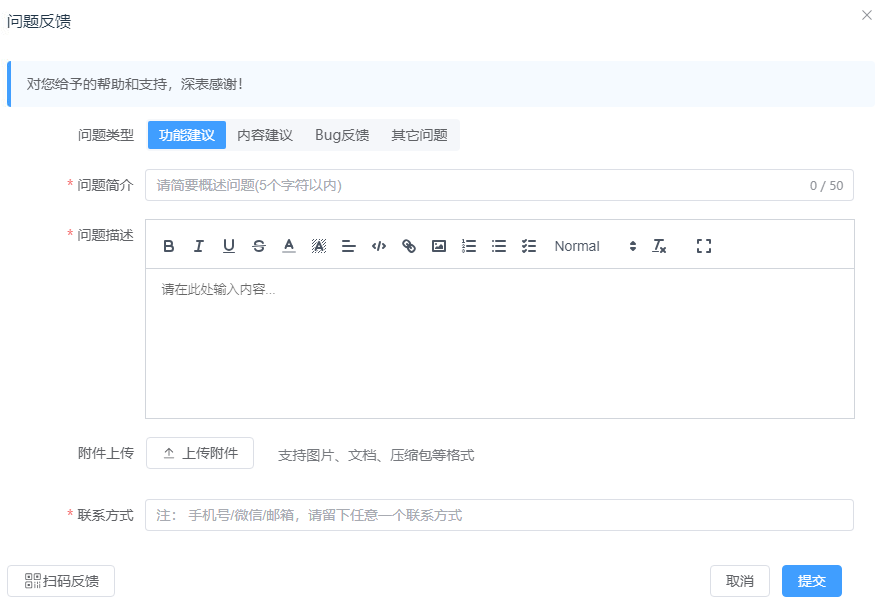 问题反馈
对您给予的帮助和支持，深表感谢！
问题类型 功能建议 内容建议 Bug反馈 其它问题
* 问题简介 请简要概述问题(5个字符以内) 0 / 50
* 问题描述 B I U S A A Normal
请在此处输入内容...
附件上传 上传附件 支持图片、文档、压缩包等格式
* 联系方式 注： 手机号/微信/邮箱，请留下任意一个联系方式
扫码反馈 取消 提交